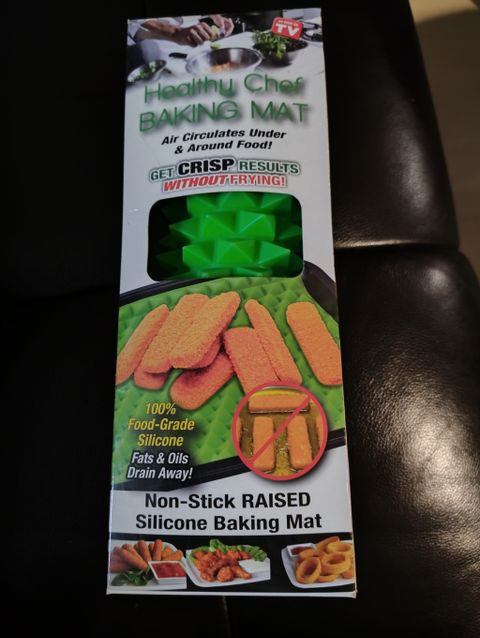 TV
Healthy Chef
BAKING MAT
Air Circulates Under
& Around Food!
GET CRISP RESULTS
WITHOUT FRYING!
100%
Food-Grade
Silicone
Fats & Oils
Drain Away!
Non-Stick RAISED
Silicone Baking Mat